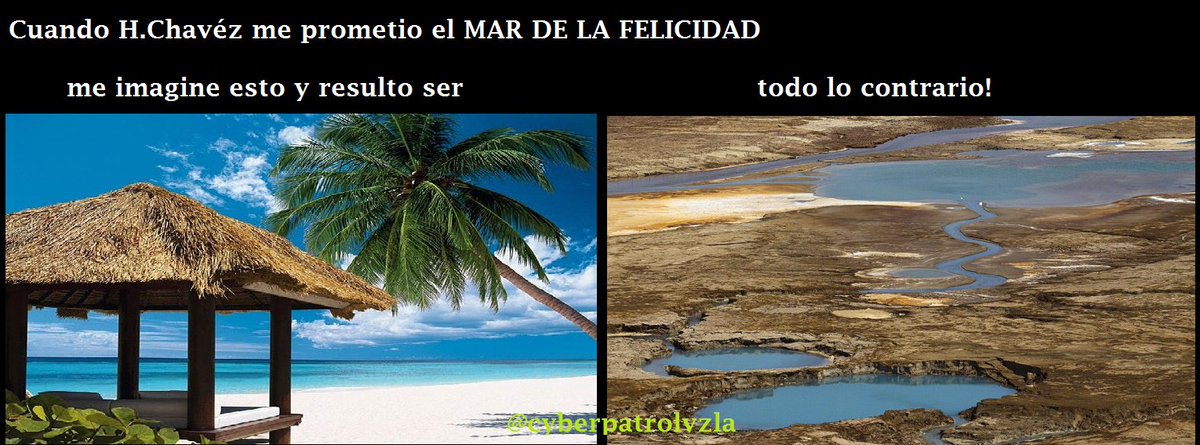 Cuando H.Chavéz me prometio el MAR DE LA FELICIDAD
me imagine esto y resulto ser todo lo contrario!
@cyberpatrolvzla